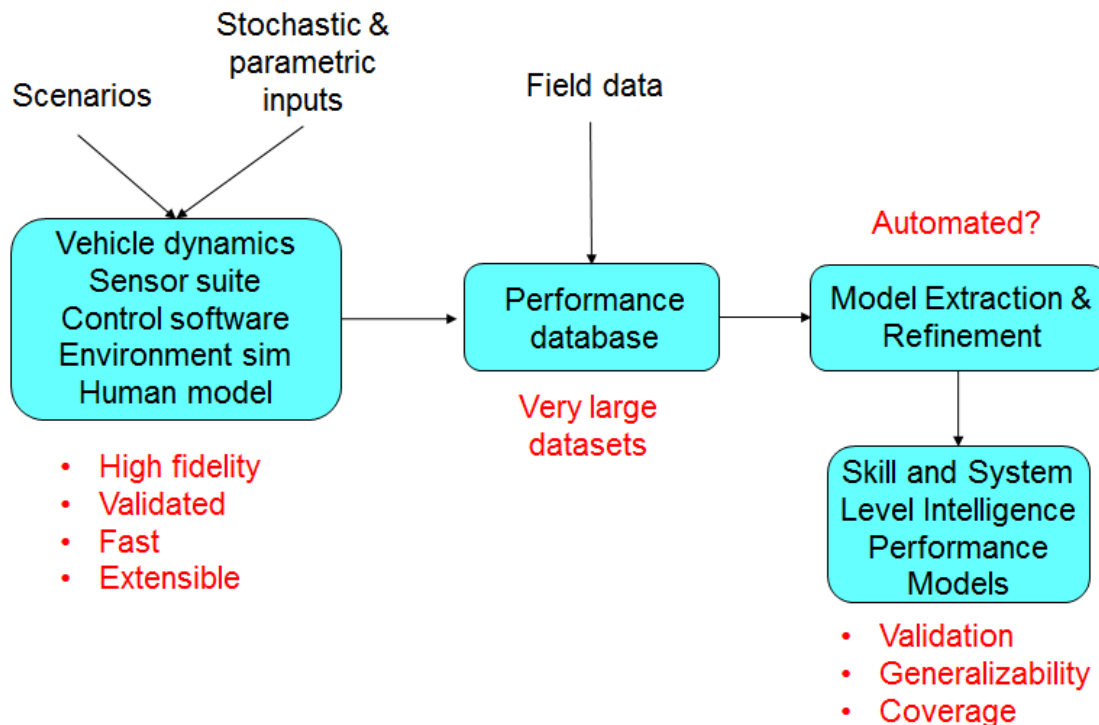 Scenarios
Stochastic &
parametric
inputs
Field data
Vehicle dynamics
Sensor suite
Control software
Environment sim
Human model
• High fidelity
• Validated
• Fast
• Extensible
Performance
database
Very large
datasets
Automated?
Model Extraction &
Refinement
Skill and System
Level Intelligence
Performance
Models
• Validation
• Generalizability
• Coverage